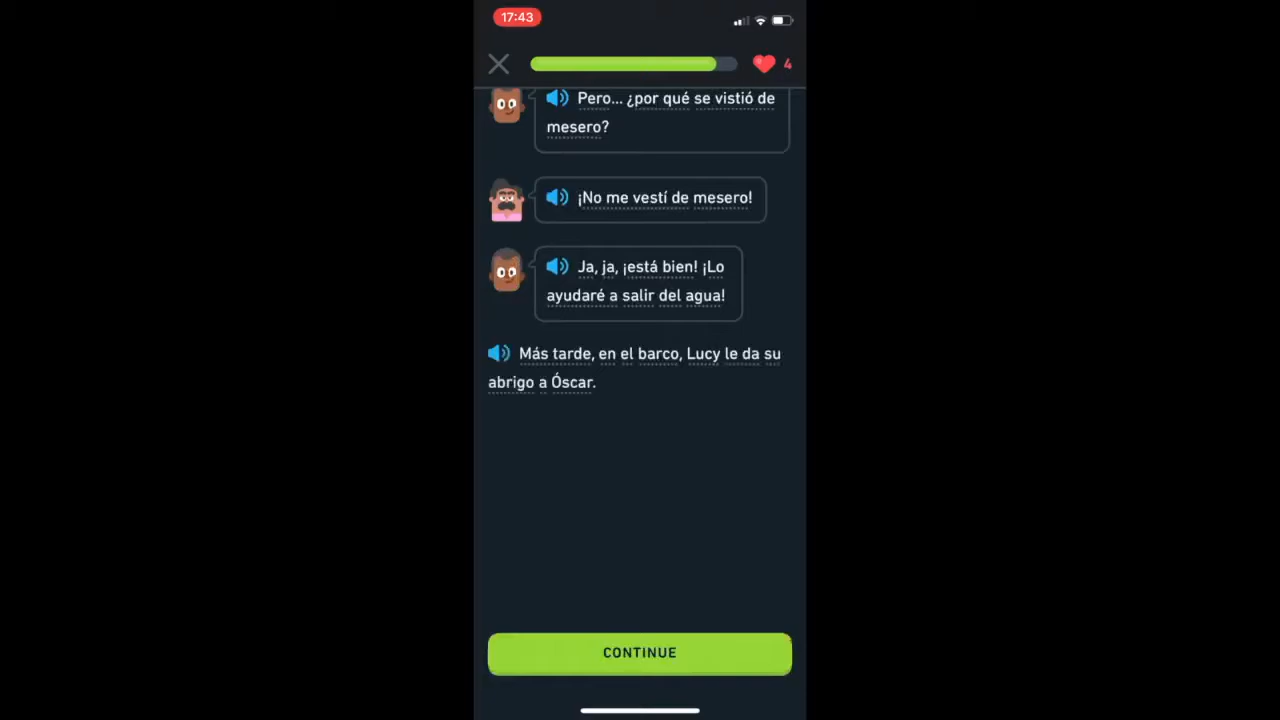 17:43
4
Pero... ¿por qué se vistió de
mesero?
¡No me vestí de mesero!
Ja, ja, ¡está bien! ¡Lo
ayudaré a salir del agua!
Más tarde, en el barco, Lucy le da su
abrigo a Óscar.
CONTINUE